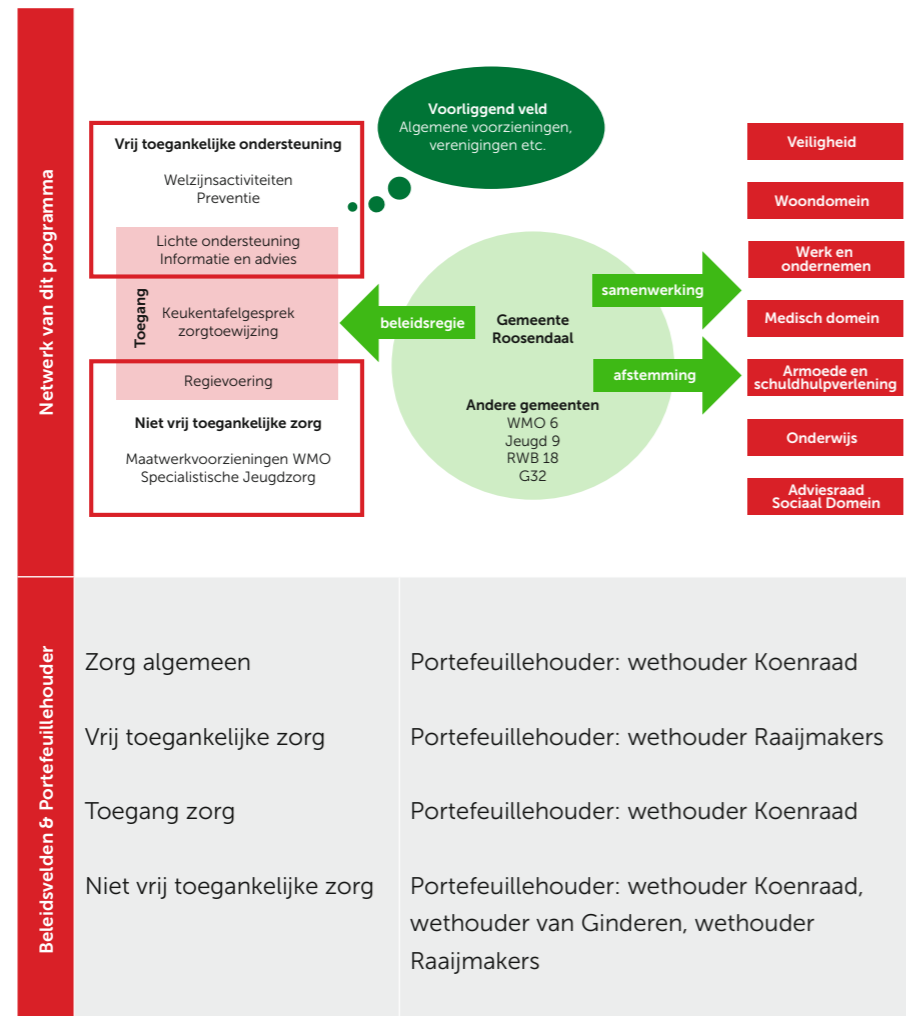 Netwerk van dit programma
Vrij toegankelijke ondersteuning
Welzijnsactiviteiten
Preventie
Lichte ondersteuning
Informatie en advies
Toegang
Keukentafelgesprek
zorgtoewijzing
Regievoering
Niet vrij toegankelijke zorg
Maatwerkvoorzieningen WMO
Specialistische Jeugdzorg
Voorliggend veld
Algemene voorzieningen,
verenigingen etc.
beleidsregie
Gemeente
Roosendaal
Andere gemeenten
WMO 6
Jeugd 9
RWB 18
G32
samenwerking
afstemming
Veiligheid
Woondomein
Werk en
ondernemen
Medisch domein
Armoede en
schuldhulpverlening
Onderwijs
Adviesraad
Sociaal Domein
Beleidsvelden & Portefeuillehouder
Zorg algemeen
Portefeuillehouder: wethouder Koenraad
Vrij toegankelijke zorg
Portefeuillehouder: wethouder Raaijmakers
Toegang zorg
Portefeuillehouder: wethouder Koenraad
Niet vrij toegankelijke zorg
Portefeuillehouder: wethouder Koenraad,
wethouder van Ginderen, wethouder
Raaijmakers